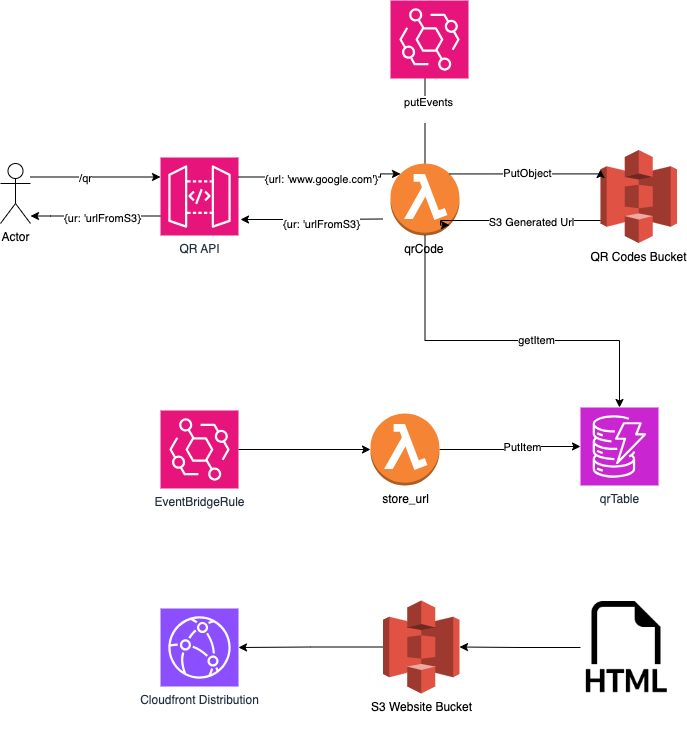 putEvents
/qr
{url: 'www.google.com'}
PutObject
{ur: 'urlFromS3}
{ur: 'urlFromS3}
S3 Generated Url
Actor
QR API
qrCode
QR Codes Bucket
getItem
PutItem
EventBridgeRule
store_url
qrTable
HTML
Cloudfront Distribution
S3 Website Bucket